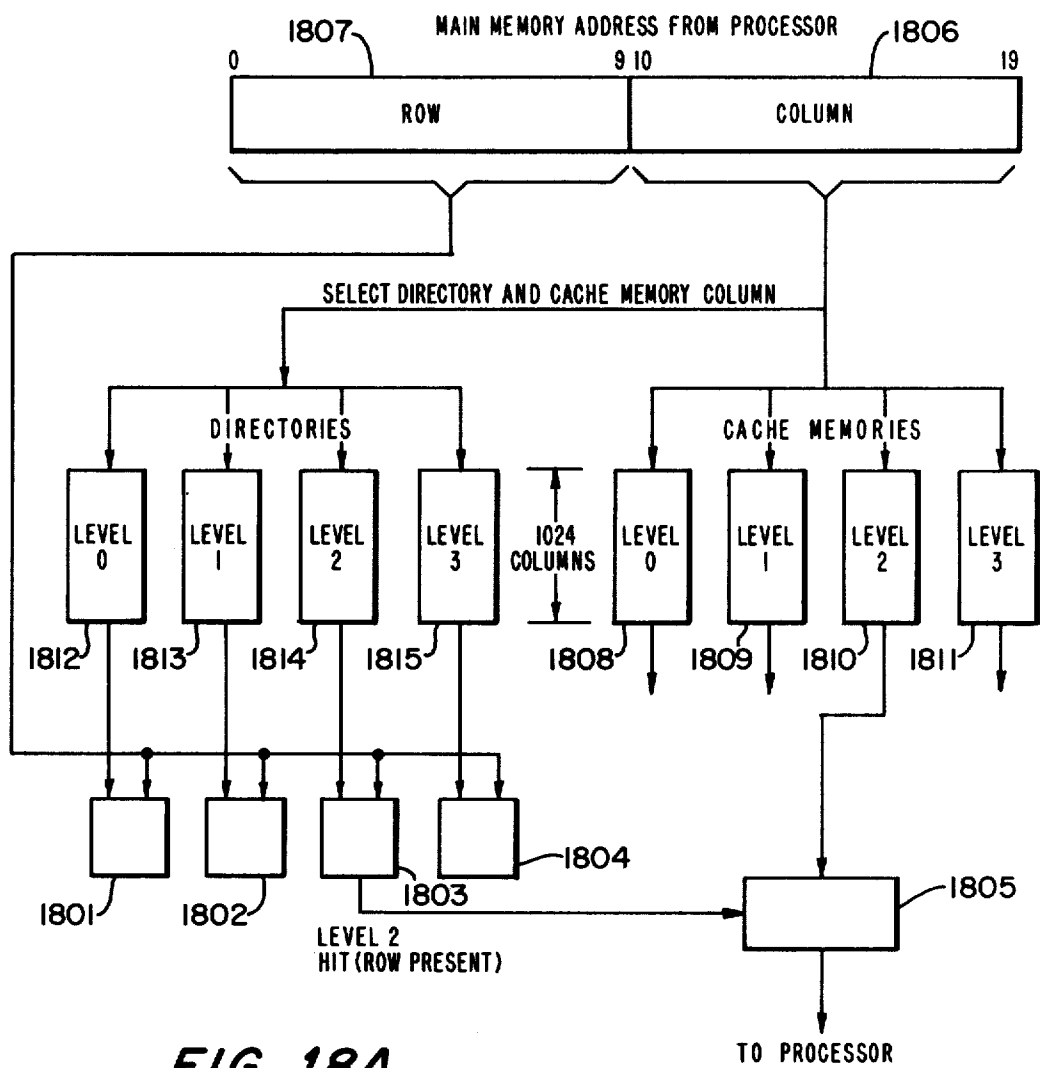 MAIN MEMORY ADDRESS FROM PROCESSOR
1807
1806
0
9
10
19
ROW
COLUMN
SELECT DIRECTORY AND CACHE MEMORY COLUMN
DIRECTORIES
CACHE MEMORIES
LEVEL
0
LEVEL
1
LEVEL
2
LEVEL
3
1024
COLUMNS
LEVEL
0
LEVEL
1
LEVEL
2
LEVEL
3
1812
1813
1814
1815
1808
1809
1810
1811
1801
1802
1803
1804
1805
LEVEL 2
HIT (ROW PRESENT)
TO PROCESSOR
FIG. 18A